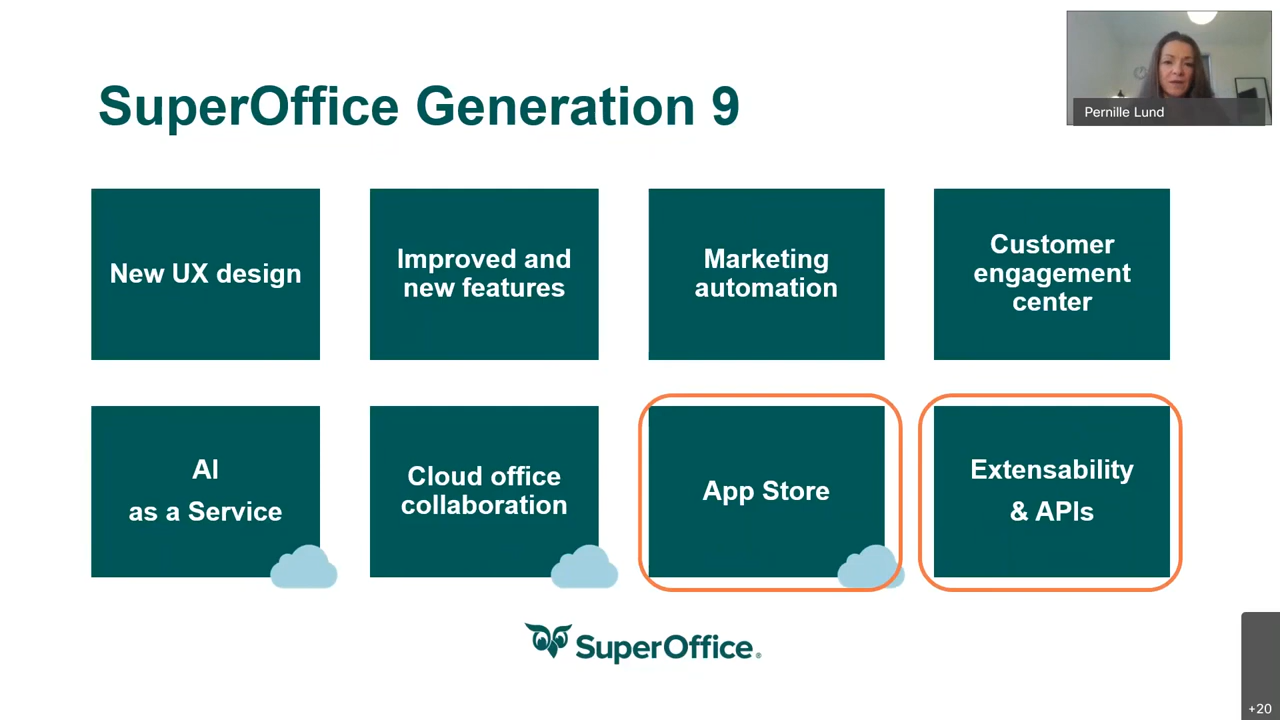 SuperOffice Generation 9
Pernille Lund
New UX design
Improved and
new features
Marketing
automation
Customer
engagement
center
AI
as a Service
Cloud office
collaboration
App Store
Extensability
& APIs
SuperOffice®
+20